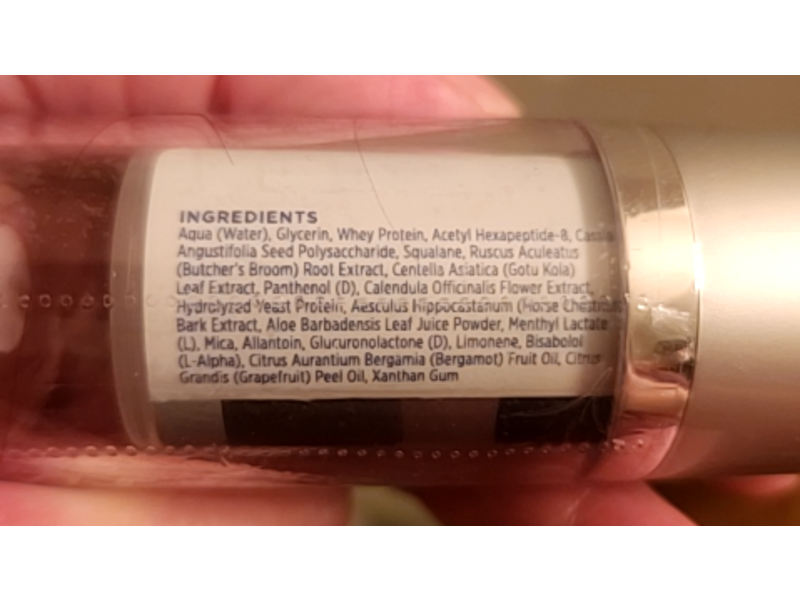 INGREDIENTS
Aqua (Water), Glycerin, Whey Protein, Acetyl Hexapeptide-8, Cassia
Angustifolia Seed Polysaccharide, Squalane, Ruscus Aculeatus
(Butcher's Broom) Root Extract, Centella Asiatica (Gotu Kola)
Leaf Extract, Panthenol (D), Calendula Officinalis Flower Extract,
Hydrolyzed Yeast Protein, Aesculus Hippocastanum (Horse Chestnut)
Bark Extract, Aloe Barbadensis Leaf Juice Powder, Menthyl Lactate
(L), Mica, Allantoin, Glucuronolactone (D), Limonene, Bisabolol
(L-Alpha), Citrus Aurantium Bergamia (Bergamot) Fruit Oil, Citrus
Grandis (Grapefruit) Peel Oil, Xanthan Gum